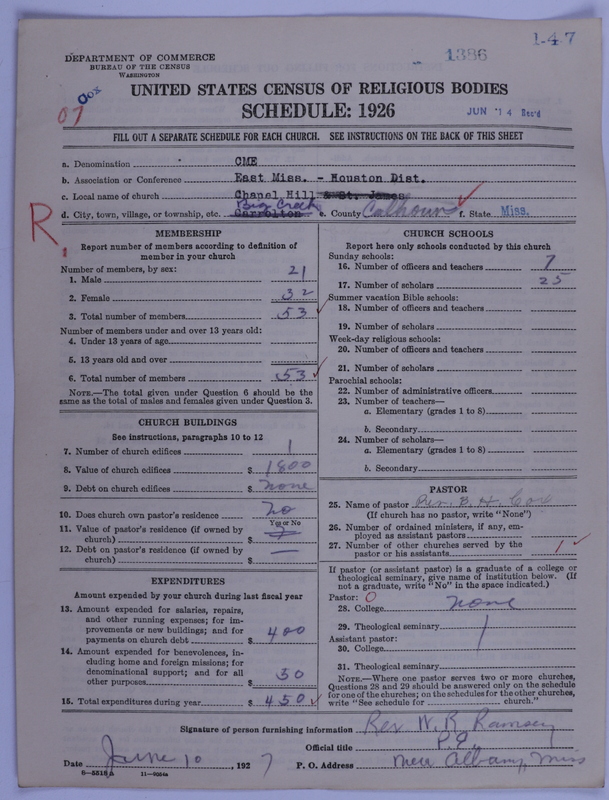 1-4-7
1386
DEPARTMENT OF COMMERCE
BUREAU OF THE CENSUS
WASHINGTON
Cox
07
UNITED STATES CENSUS OF RELIGIOUS BODIES
SCHEDULE: 1926
JUN 14 Rec'd
FILL OUT A SEPARATE SCHEDULE FOR EACH CHURCH. SEE INSTRUCTIONS ON THE BACK OF THIS SHEET
a. Denomination CME
b. Association or Conference East Miss. - Houston Dist.
c. Local name of church Chapel Hill & St. James
Big Creek
d. City, town, village, or township, etc. Carrolton e. County Calhoun f. State Miss.
R.
MEMBERSHIP
Report number of members according to definition of
member in your church
Number of members, by sex:
1. Male 21
2. Female 32
3. Total number of members 53
Number of members under and over 13 years old:
4. Under 13 years of age
5. 13 years old and over
6. Total number of members 53
NOTE.—The total given under Question 6 should be the
same as the total of males and females given under Question 3.
CHURCH BUILDINGS
See instructions, paragraphs 10 to 12
7. Number of church edifices 1
8. Value of church edifices $ 1800
9. Debt on church edifices $ none
10. Does church own pastor's residence? no
Yes or No
11. Value of pastor's residence (if owned by
church) $
12. Debt on pastor's residence (if owned by
church) $ —
EXPENDITURES
Amount expended by your church during last fiscal year
13. Amount expended for salaries, repairs,
and other running expenses; for im-
provements or new buildings; and for
payments on church debt $ 400
14. Amount expended for benevolences, in-
cluding home and foreign missions; for
denominational support; and for all
other purposes $ 50
15. Total expenditures during year $ 450
CHURCH SCHOOLS
Report here only schools conducted by this church
Sunday schools:
16. Number of officers and teachers 7
17. Number of scholars 25
Summer vacation Bible schools:
18. Number of officers and teachers
19. Number of scholars
Week-day religious schools:
20. Number of officers and teachers
21. Number of scholars
Parochial schools:
22. Number of administrative officers
23. Number of teachers—
a. Elementary (grades 1 to 8)
b. Secondary
24. Number of scholars—
a. Elementary (grades 1 to 8)
b. Secondary
PASTOR
25. Name of pastor Rev. B. H. Cox
(If church has no pastor, write "None")
26. Number of ordained ministers, if any, em-
ployed as assistant pastors
27. Number of other churches served by the
pastor or his assistants 1
If pastor (or assistant pastor) is a graduate of a college or
theological seminary, give name of institution below. (If
not a graduate, write "No" in the space indicated.)
Pastor: 0
28. College none
29. Theological seminary
Assistant pastor:
30. College
31. Theological seminary
NOTE.—Where one pastor serves two or more churches,
Questions 28 and 29 should be answered only on the schedule
for one of the churches; on the schedules for the other churches,
write "See schedule for church."
Signature of person furnishing information Rev W. R. Ramsey
Official title P. E.
Date June 10, 1927 P. O. Address New Albany, Miss
8—5518a 11—9054a